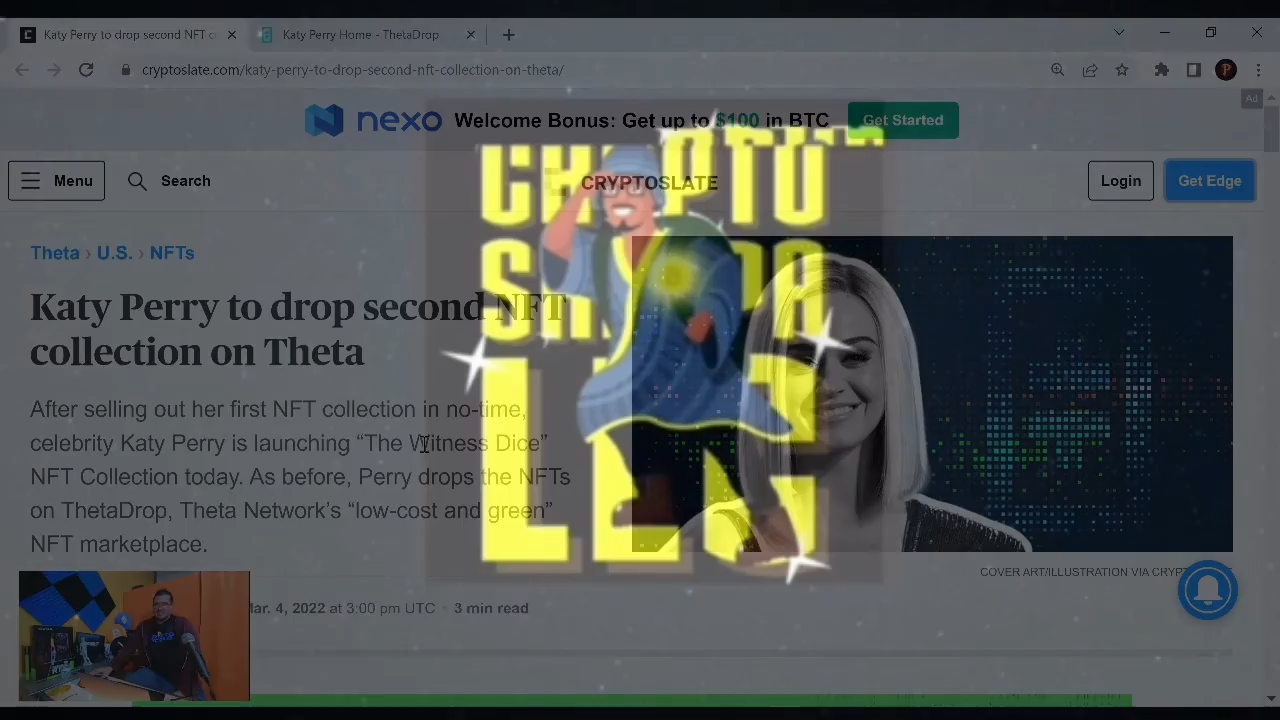 Katy Perry to drop second NFT c
Katy Perry Home - ThetaDrop
cryptoslate.com/katy-perry-to-drop-second-nft-collection-on-theta/
Ad
nexo
Welcome Bonus: Get up to $100 in BTC
Get Started
Menu
Search
CRYPTOSLATE
Login
Get Edge
Theta › U.S. › NFTs
Katy Perry to drop second NFT
collection on Theta
After selling out her first NFT collection in no-time,
celebrity Katy Perry is launching “The Witness Dice”
NFT Collection today. As before, Perry drops the NFTs
on ThetaDrop, Theta Network’s “low-cost and green”
NFT marketplace.
COVER ART/ILLUSTRATION VIA CRYPT
Mar. 4, 2022 at 3:00 pm UTC · 3 min read